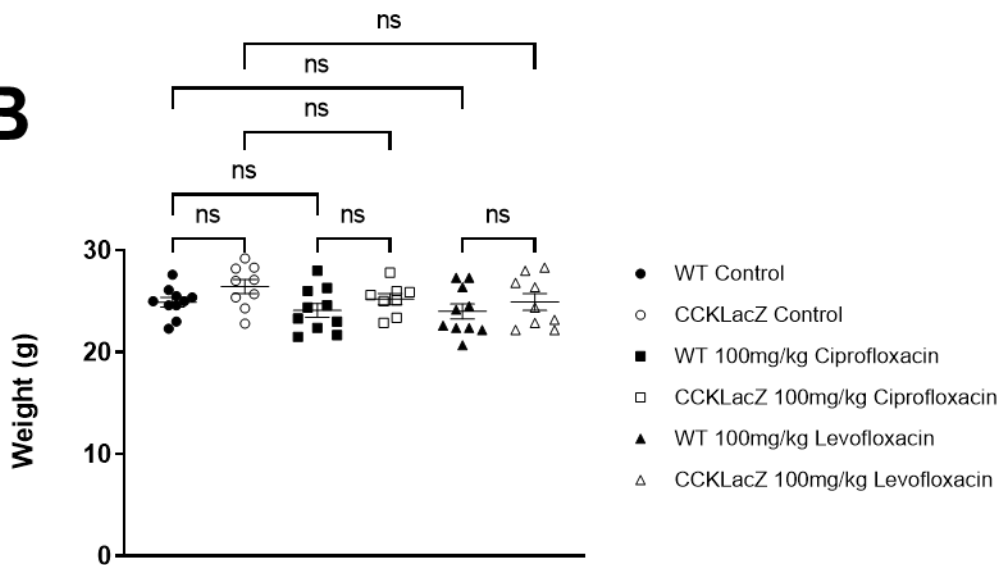 ns
ns
B
ns
ns
ns
ns
ns
30
20
10
0
Weight (g)
WT Control
CCKLacZ Control
WT 100mg/kg Ciprofloxacin
CCKLacZ 100mg/kg Ciprofloxacin
WT 100mg/kg Levofloxacin
CCKLacZ 100mg/kg Levofloxacin